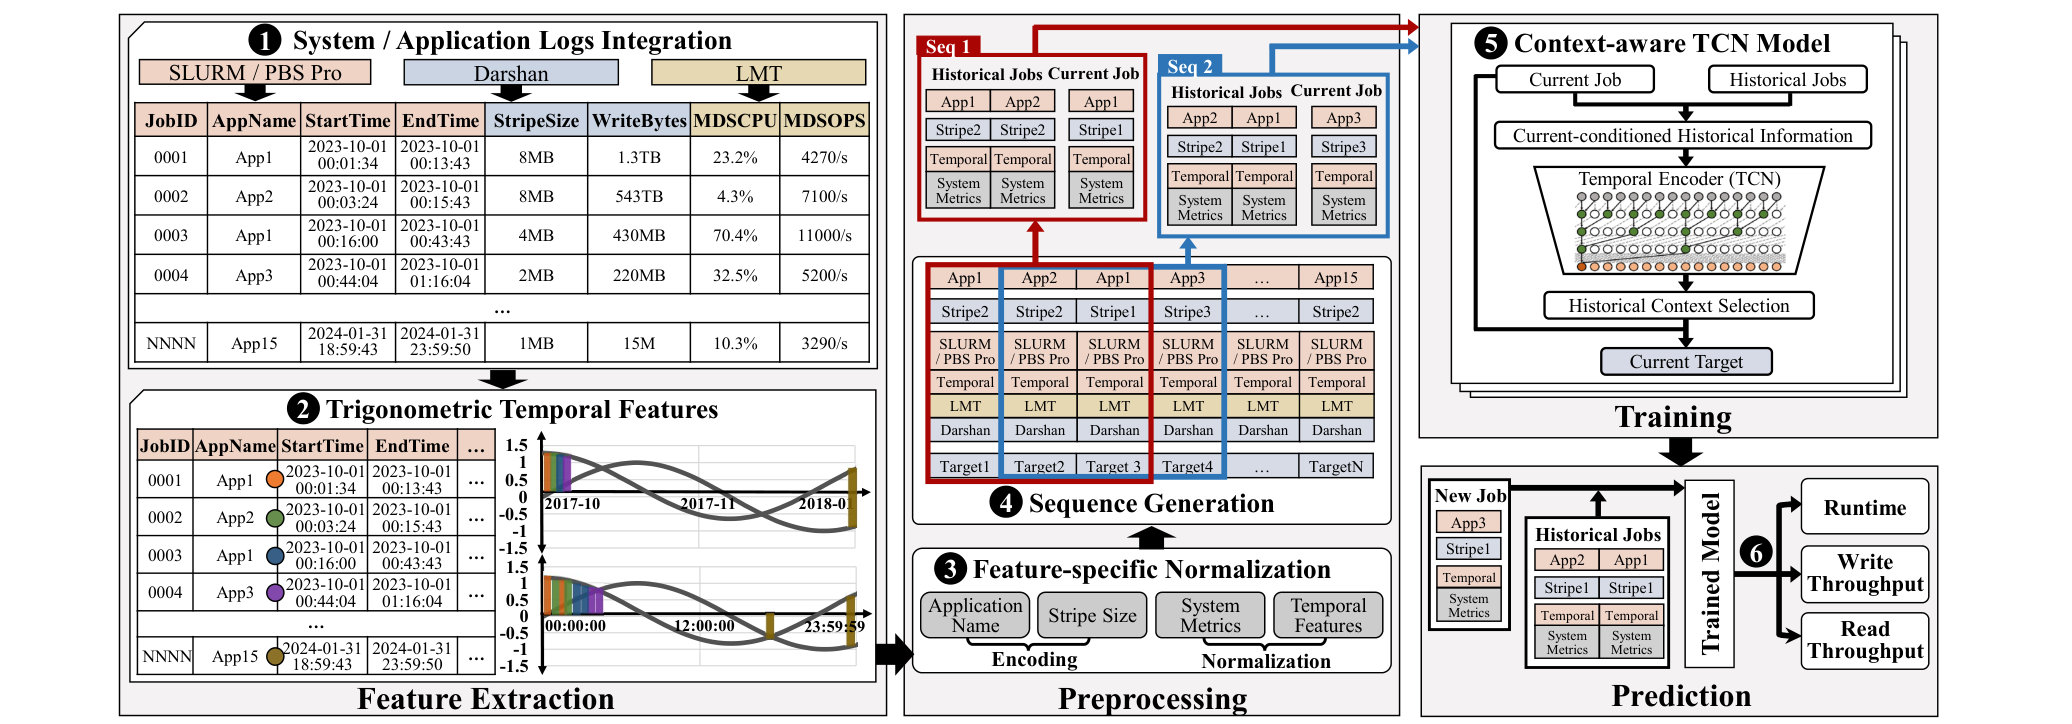 1 System / Application Logs Integration
SLURM / PBS Pro Darshan LMT
JobID AppName StartTime EndTime StripeSize WriteBytes MDSCPU MDSOPS
0001 App1 2023-10-01 00:01:34 2023-10-01 00:13:43 8MB 1.3TB 23.2% 4270/s
0002 App2 2023-10-01 00:03:24 2023-10-01 00:15:43 8MB 543TB 4.3% 7100/s
0003 App1 2023-10-01 00:16:00 2023-10-01 00:43:43 4MB 430MB 70.4% 11000/s
0004 App3 2023-10-01 00:44:04 2023-10-01 01:16:04 2MB 220MB 32.5% 5200/s
...
NNNN App15 2024-01-31 18:59:43 2024-01-31 23:59:50 1MB 15M 10.3% 3290/s
2 Trigonometric Temporal Features
JobID AppName StartTime EndTime ...
0001 App1 2023-10-01 00:01:34 2023-10-01 00:13:43 ...
0002 App2 2023-10-01 00:03:24 2023-10-01 00:15:43 ...
0003 App1 2023-10-01 00:16:00 2023-10-01 00:43:43 ...
0004 App3 2023-10-01 00:44:04 2023-10-01 01:16:04 ...
...
NNNN App15 2024-01-31 18:59:43 2024-01-31 23:59:50 ...
1.5
1
0.5
0
-0.5
-1
-1.5
2017-10 2017-11 2018-01
1.5
1
0.5
0
-0.5
-1
-1.5
00:00:00 12:00:00 23:59:59
Feature Extraction
Seq 1
Historical Jobs Current Job
App1 App2 App1
Stripe2 Stripe2 Stripe1
Temporal Temporal Temporal
System Metrics System Metrics System Metrics
Seq 2
Historical Jobs Current Job
App2 App1 App3
Stripe2 Stripe1 Stripe3
Temporal Temporal Temporal
System Metrics System Metrics System Metrics
App1 App2 App1 App3 ... App15
Stripe2 Stripe2 Stripe1 Stripe3 ... Stripe2
SLURM / PBS Pro SLURM / PBS Pro SLURM / PBS Pro SLURM / PBS Pro SLURM / PBS Pro SLURM / PBS Pro
Temporal Temporal Temporal Temporal Temporal Temporal
LMT LMT LMT LMT LMT LMT
Darshan Darshan Darshan Darshan Darshan Darshan
Target1 Target2 Target 3 Target4 ... TargetN
4 Sequence Generation
3 Feature-specific Normalization
Application Name Stripe Size System Metrics Temporal Features
Encoding Normalization
Preprocessing
5 Context-aware TCN Model
Current Job Historical Jobs
Current-conditioned Historical Information
Temporal Encoder (TCN)
Historical Context Selection
Current Target
Training
New Job
App3
Stripe1
Temporal
System Metrics
Historical Jobs
App2 App1
Stripe1 Stripe1
Temporal Temporal
System Metrics System Metrics
Trained Model
6
Runtime
Write Throughput
Read Throughput
Prediction